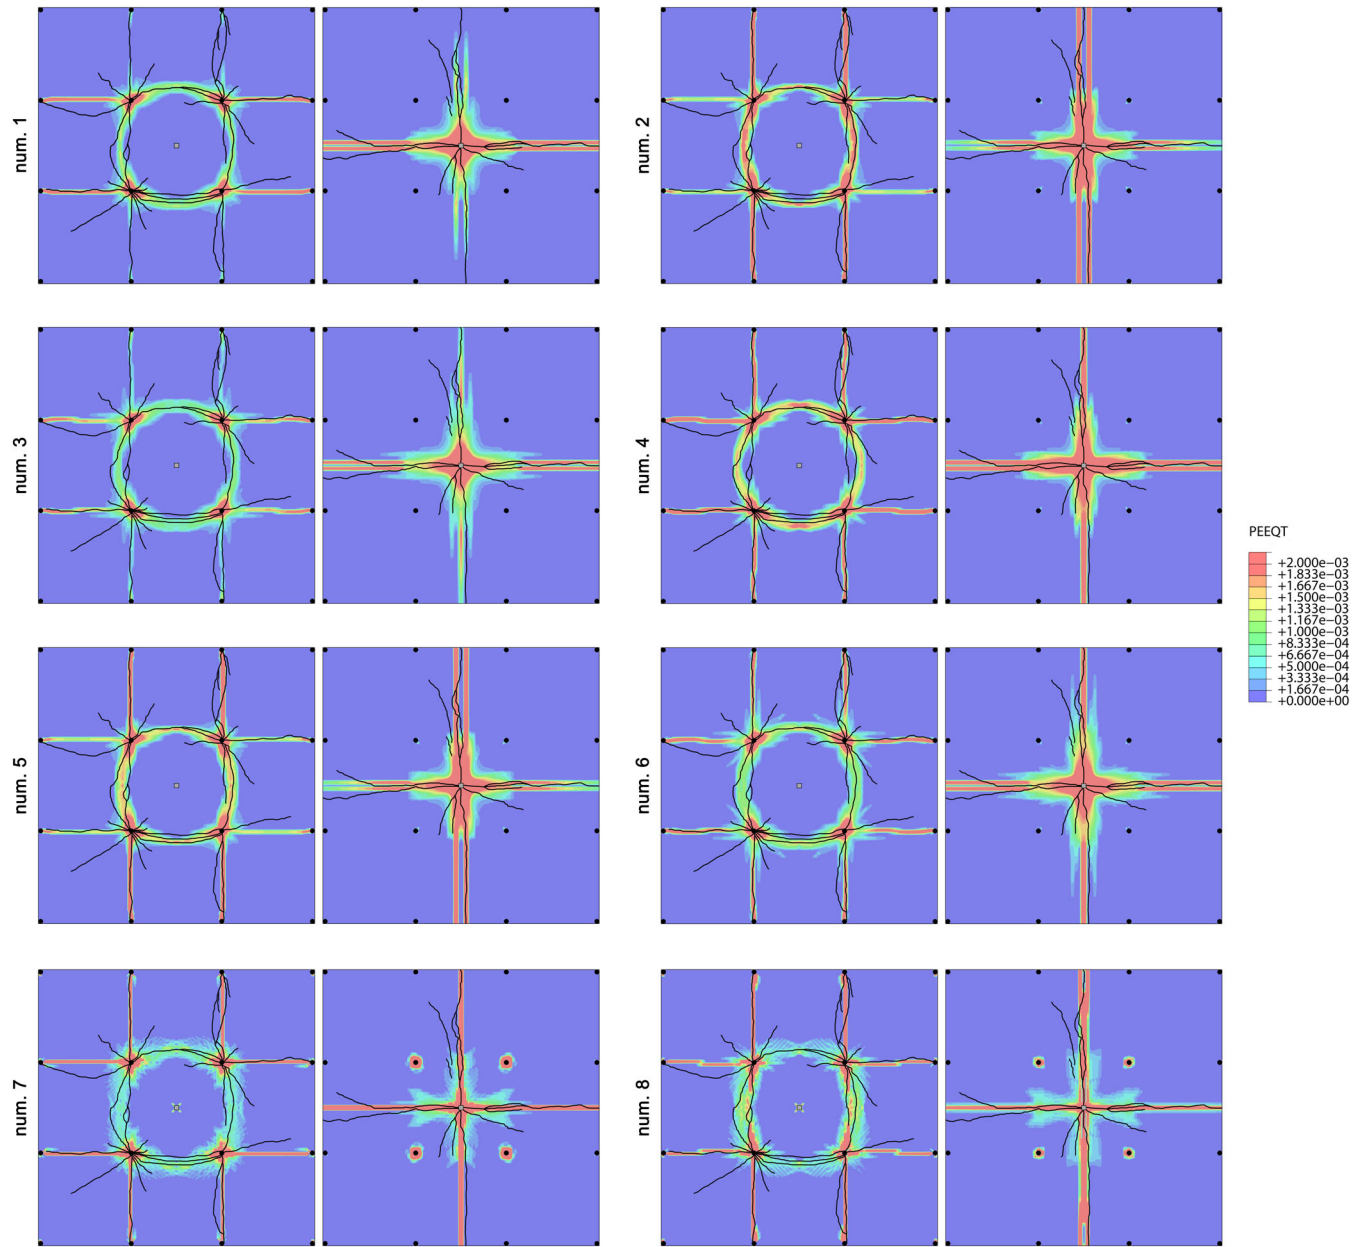 num. 1
num. 2
num. 3
num. 4
PEEQT
+2.000e−03
+1.833e−03
+1.667e−03
+1.500e−03
+1.333e−03
+1.167e−03
+1.000e−03
+8.333e−04
+6.667e−04
+5.000e−04
+3.333e−04
+1.667e−04
+0.000e+00
num. 5
num. 6
num. 7
num. 8